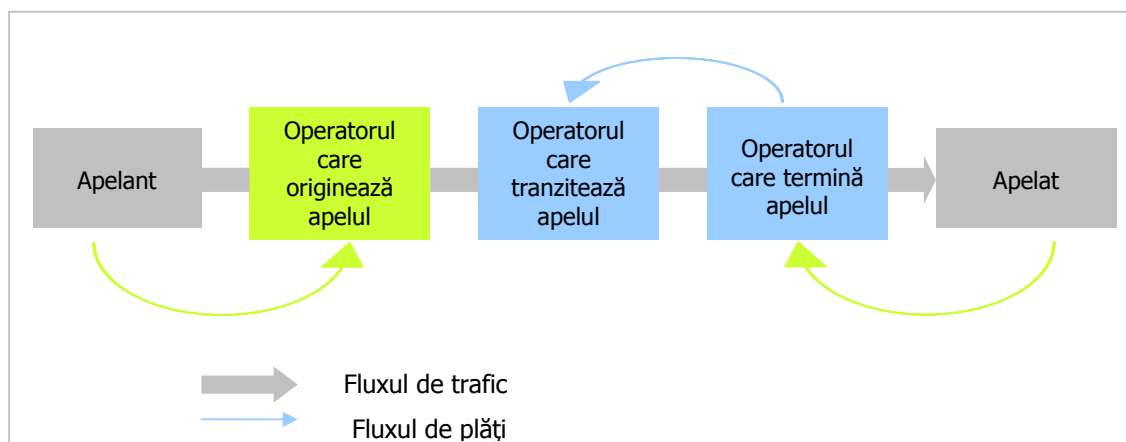 Apelant
Operatorul
care
originează
apelul
Operatorul
care
tranzitează
apelul
Operatorul
care termină
apelul
Apelat
Fluxul de trafic
Fluxul de plăți